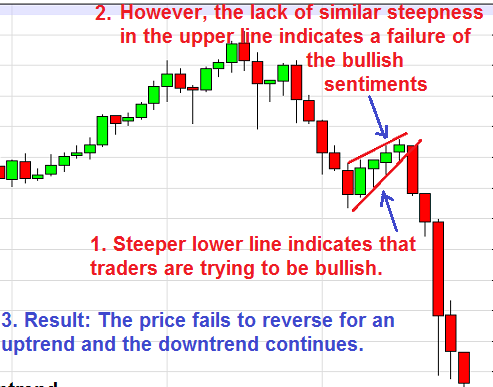 2. However, the lack of similar steepness
in the upper line indicates a failure of
the bullish
sentiments
1. Steeper lower line indicates that
traders are trying to be bullish.
3. Result: The price fails to reverse for an
uptrend and the downtrend continues.